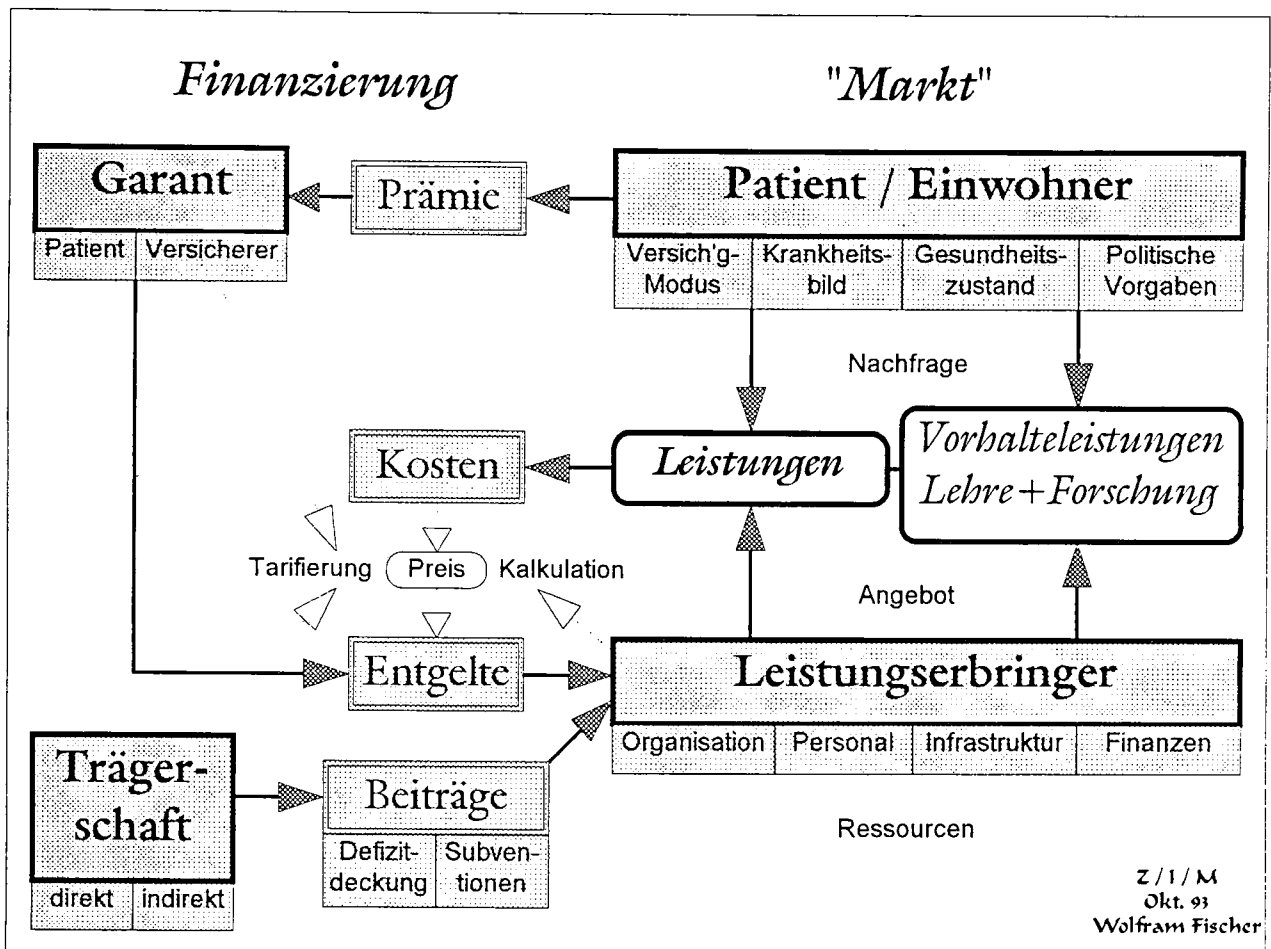 Finanzierung
"Markt"
Garant
Prämie
Patient / Einwohner
Patient
Versicherer
Versich'g-
Modus
Krankheits-
bild
Gesundheits-
zustand
Politische
Vorgaben
Nachfrage
Kosten
Leistungen
Vorhalteleistungen
Lehre+Forschung
Tarifierung
Preis
Kalkulation
Angebot
Entgelte
Leistungserbringer
Organisation
Personal
Infrastruktur
Finanzen
Träger-
schaft
Beiträge
direkt
indirekt
Defizit-
deckung
Subven-
tionen
Ressourcen
Z / I / M
Okt. 93
Wolfram Fischer